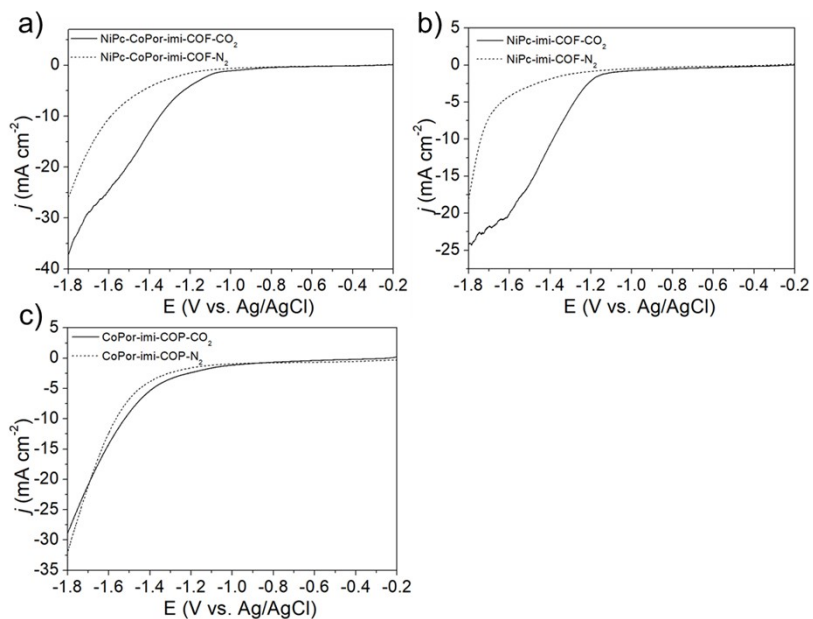 a)
NiPc-CoPor-imi-COF-CO₂
NiPc-CoPor-imi-COF-N₂
0
-10
-20
-30
-40
j (mA cm⁻²)
-1.8 -1.6 -1.4 -1.2 -1.0 -0.8 -0.6 -0.4 -0.2
E (V vs. Ag/AgCl)
b)
NiPc-imi-COF-CO₂
NiPc-imi-COF-N₂
5
0
-5
-10
-15
-20
-25
j (mA cm⁻²)
-1.8 -1.6 -1.4 -1.2 -1.0 -0.8 -0.6 -0.4 -0.2
E (V vs. Ag/AgCl)
c)
CoPor-imi-COP-CO₂
CoPor-imi-COP-N₂
5
0
-5
-10
-15
-20
-25
-30
35
j (mA cm⁻²)
-1.8 -1.6 -1.4 -1.2 -1.0 -0.8 -0.6 -0.4 -0.2
E (V vs. Ag/AgCl)